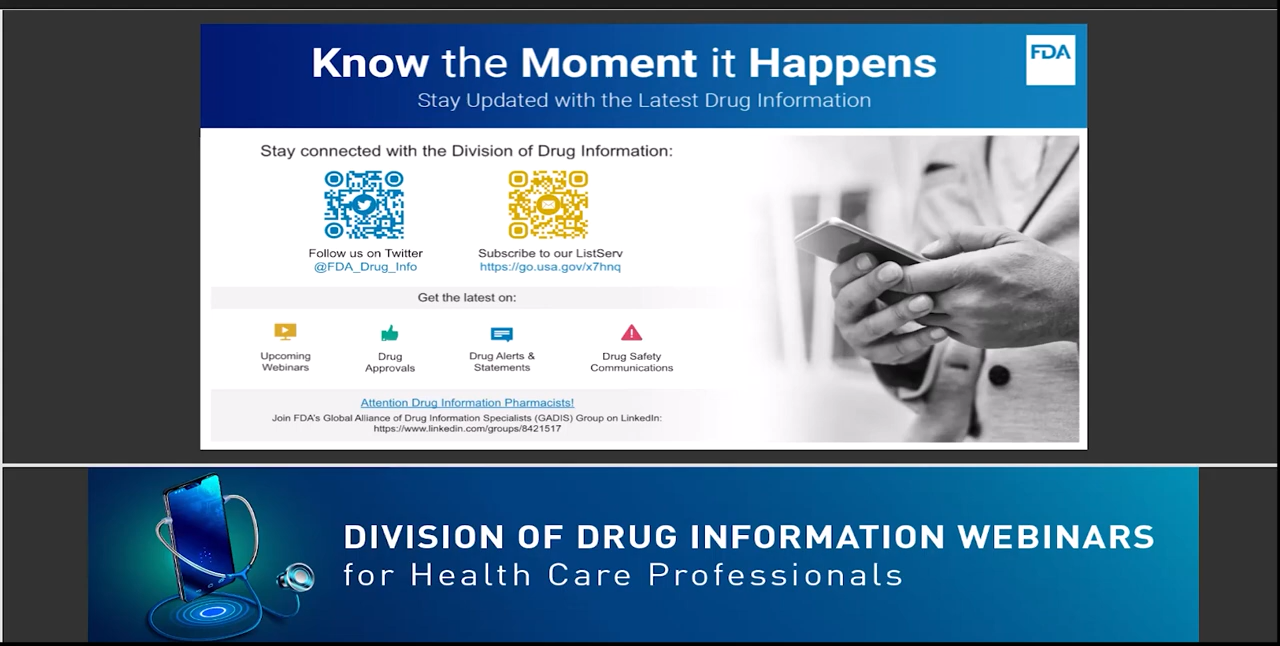 Know the Moment it Happens
FDA
Stay Updated with the Latest Drug Information
Stay connected with the Division of Drug Information:
Follow us on Twitter
@FDA_Drug_Info
Subscribe to our ListServ
https://go.usa.gov/x7hnq
Get the latest on:
Upcoming
Webinars
Drug
Approvals
Drug Alerts &
Statements
Drug Safety
Communications
Attention Drug Information Pharmacists!
Join FDA's Global Alliance of Drug Information Specialists (GADIS) Group on LinkedIn:
https://www.linkedin.com/groups/8421517
DIVISION OF DRUG INFORMATION WEBINARS
for Health Care Professionals